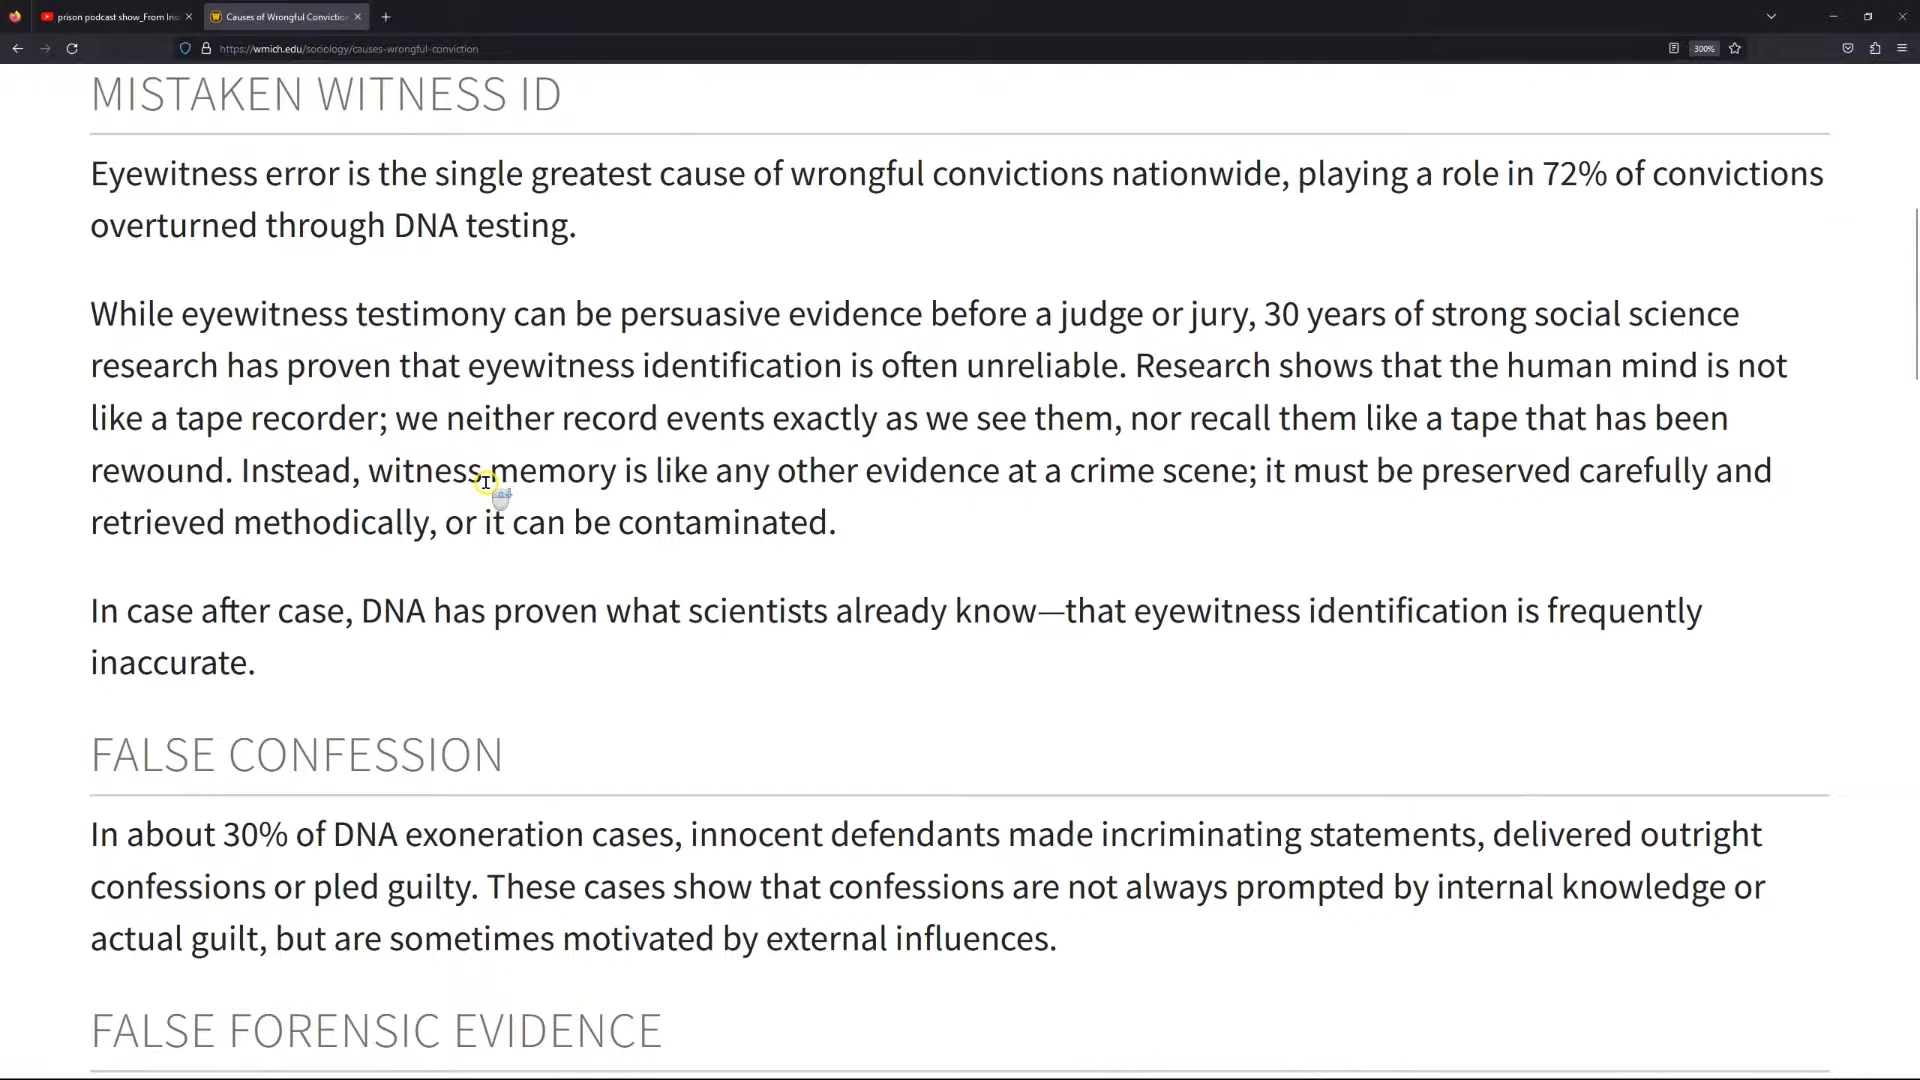 prison podcast show_From Ins
Causes of Wrongful Conviction
https://wmich.edu/sociology/causes-wrongful-conviction
300%
MISTAKEN WITNESS ID
Eyewitness error is the single greatest cause of wrongful convictions nationwide, playing a role in 72% of convictions
overturned through DNA testing.
While eyewitness testimony can be persuasive evidence before a judge or jury, 30 years of strong social science
research has proven that eyewitness identification is often unreliable. Research shows that the human mind is not
like a tape recorder; we neither record events exactly as we see them, nor recall them like a tape that has been
rewound. Instead, witness memory is like any other evidence at a crime scene; it must be preserved carefully and
retrieved methodically, or it can be contaminated.
In case after case, DNA has proven what scientists already know—that eyewitness identification is frequently
inaccurate.
FALSE CONFESSION
In about 30% of DNA exoneration cases, innocent defendants made incriminating statements, delivered outright
confessions or pled guilty. These cases show that confessions are not always prompted by internal knowledge or
actual guilt, but are sometimes motivated by external influences.
FALSE FORENSIC EVIDENCE